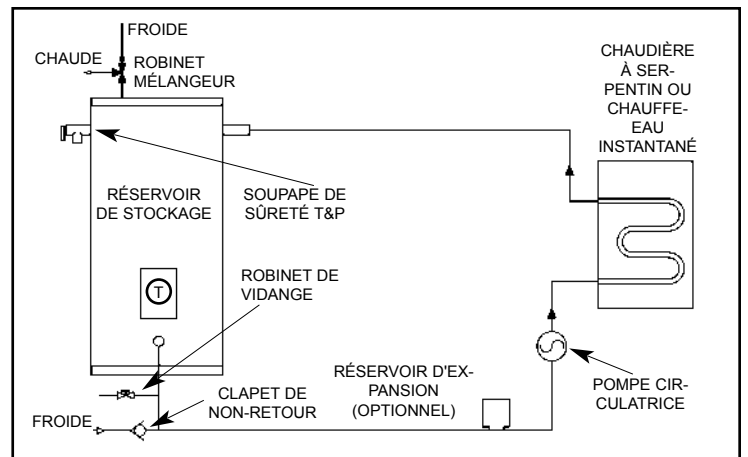 FROIDE
CHAUDE
ROBINET
MÉLANGEUR
CHAUDIÈRE
À SER-
PENTIN OU
CHAUFFE-
EAU
INSTANTANÉ
RÉSERVOIR
DE STOCKAGE
SOUPAPE DE
SÛRETÉ T&P
T
ROBINET DE
VIDANGE
RÉSERVOIR D'EX-
PANSION
(OPTIONNEL)
POMPE CIR-
CULATRICE
CLAPET DE
NON-RETOUR
FROIDE